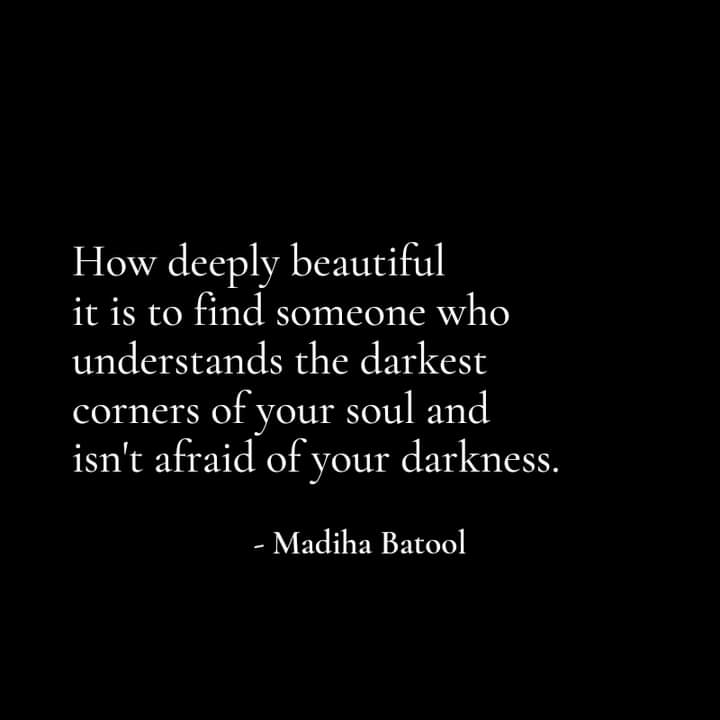 How deeply beautiful
it is to find someone who
understands the darkest
corners of your soul and
isn't afraid of your darkness.
- Madiha Batool